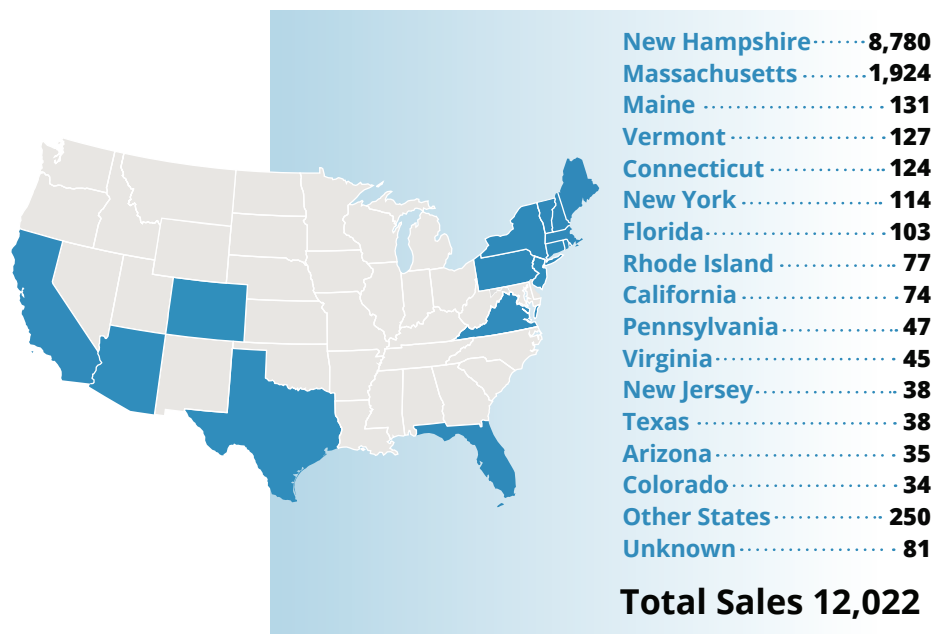 New Hampshire 8,780
Massachusetts 1,924
Maine 131
Vermont 127
Connecticut 124
New York 114
Florida 103
Rhode Island 77
California 74
Pennsylvania 47
Virginia 45
New Jersey 38
Texas 38
Arizona 35
Colorado 34
Other States 250
Unknown 81
Total Sales 12,022